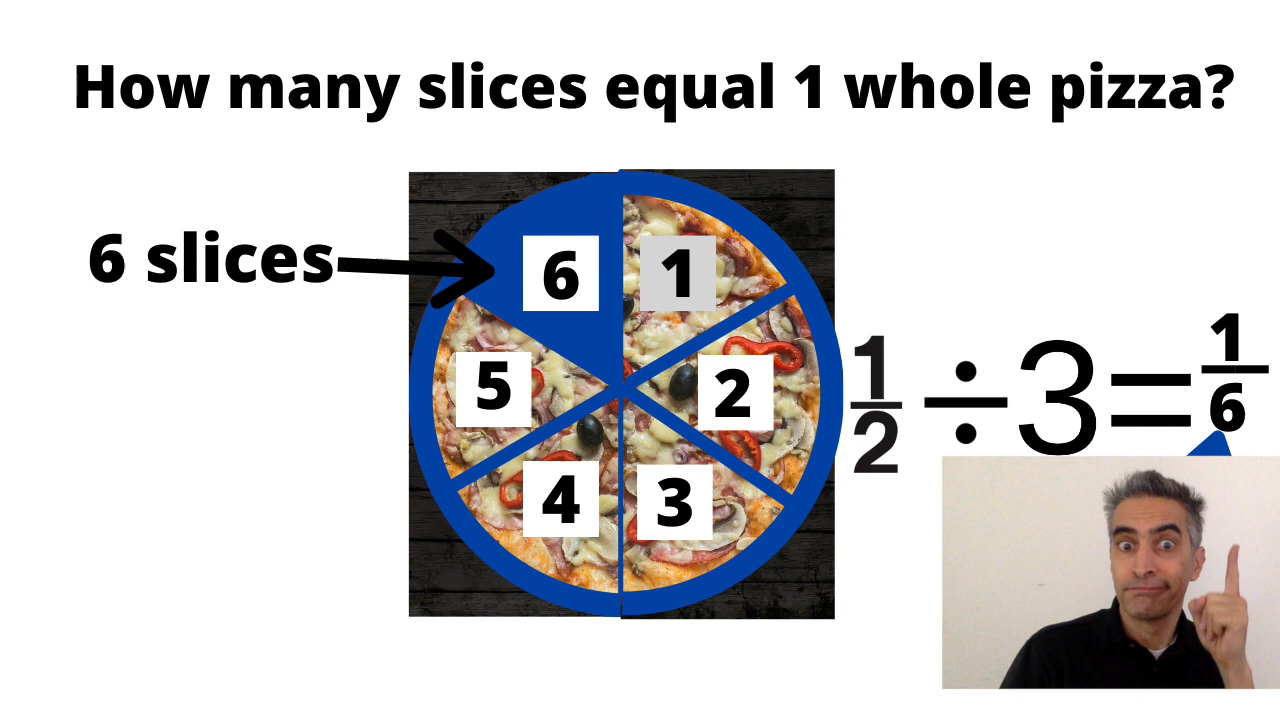 How many slices equal 1 whole pizza?
6 slices
6
1
5
2
4
3
1/2 ÷ 3 = 1/6